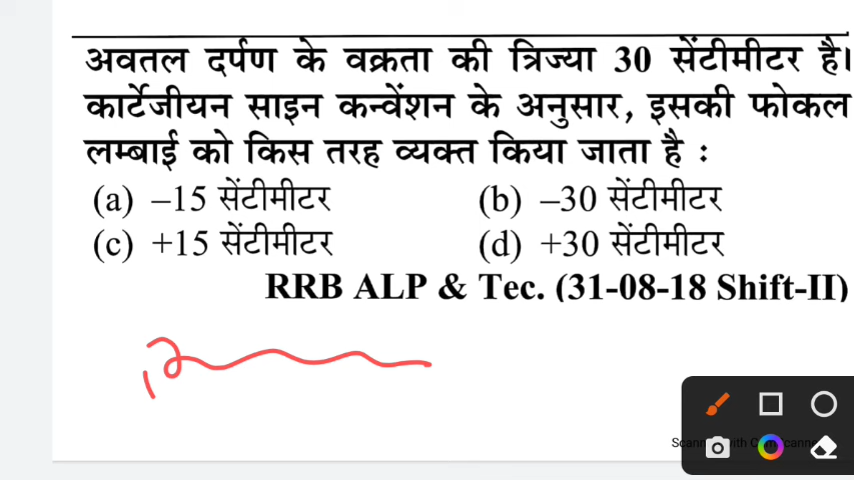 अवतल दर्पण के वक्रता की त्रिज्या 30 सेंटीमीटर है।
कार्टेजीयन साइन कन्वेंशन के अनुसार, इसकी फोकल
लम्बाई को किस तरह व्यक्त किया जाता है :
(a) –15 सेंटीमीटर (b) –30 सेंटीमीटर
(c) +15 सेंटीमीटर (d) +30 सेंटीमीटर
RRB ALP & Tec. (31-08-18 Shift-II)